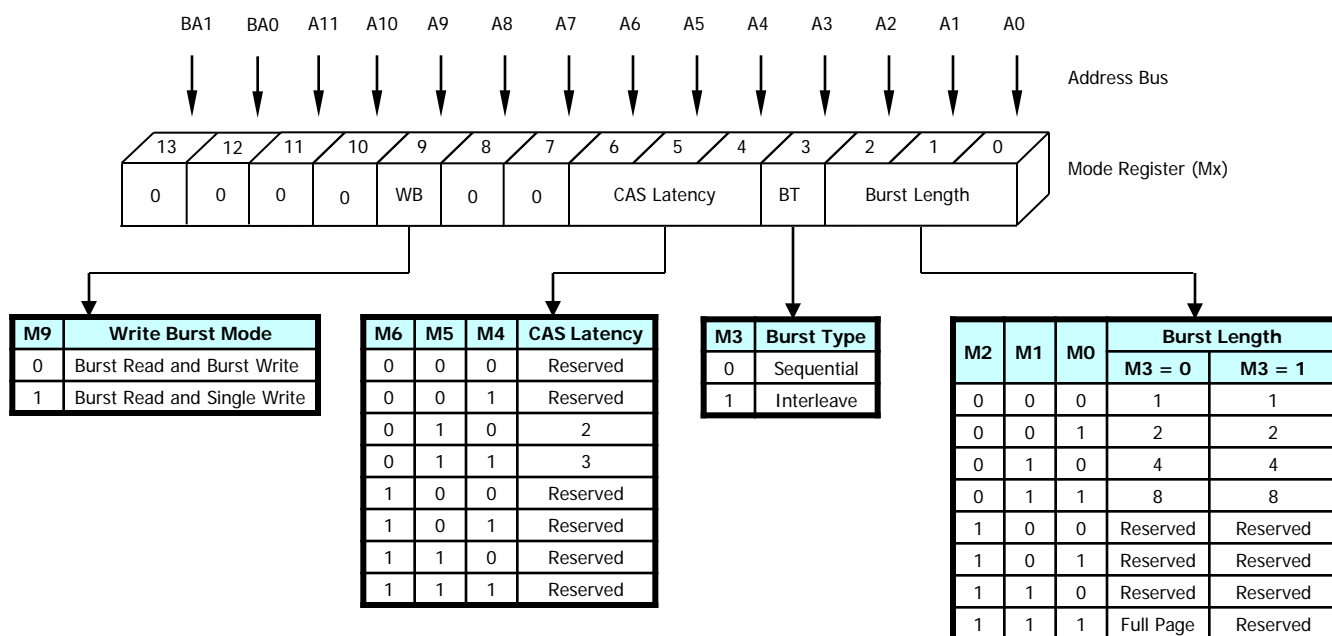 BA1 BA0 A11 A10 A9 A8 A7 A6 A5 A4 A3 A2 A1 A0
Address Bus
13 12 11 10 9 8 7 6 5 4 3 2 1 0
Mode Register (Mx)
0 0 0 0 WB 0 0 CAS Latency BT Burst Length
M9 Write Burst Mode
0 Burst Read and Burst Write
1 Burst Read and Single Write
M6 M5 M4 CAS Latency
0 0 0 Reserved
0 0 1 Reserved
0 1 0 2
0 1 1 3
1 0 0 Reserved
1 0 1 Reserved
1 1 0 Reserved
1 1 1 Reserved
M3 Burst Type
0 Sequential
1 Interleave
M2 M1 M0 Burst Length
M3 = 0 M3 = 1
0 0 0 1 1
0 0 1 2 2
0 1 0 4 4
0 1 1 8 8
1 0 0 Reserved Reserved
1 0 1 Reserved Reserved
1 1 0 Reserved Reserved
1 1 1 Full Page Reserved